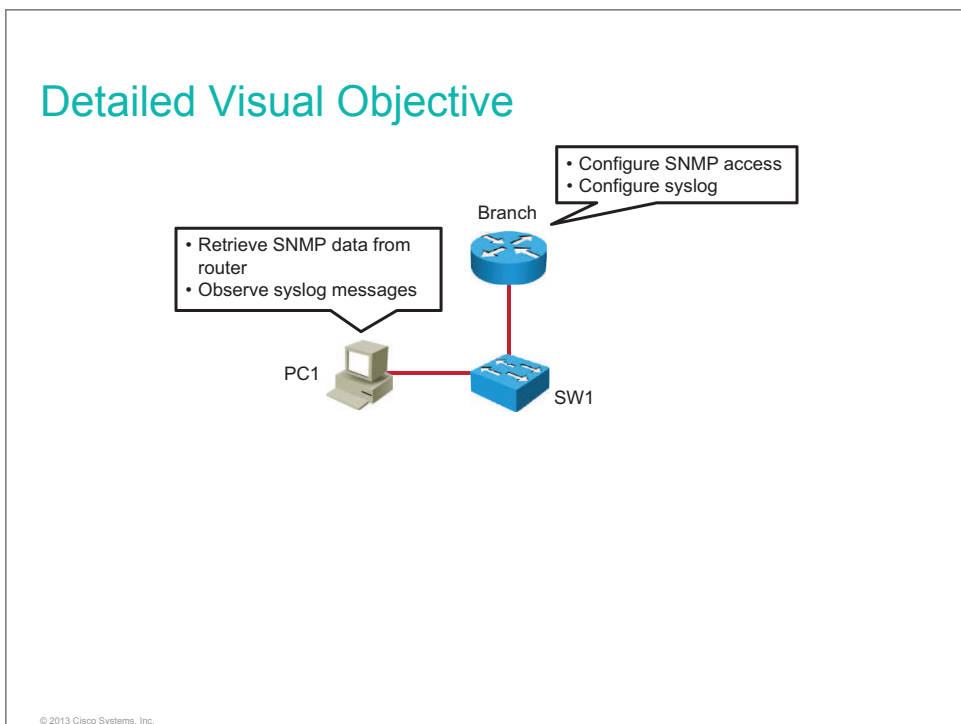 Detailed Visual Objective
• Configure SNMP access
• Configure syslog
Branch
• Retrieve SNMP data from
router
• Observe syslog messages
PC1
SW1
© 2013 Cisco Systems, Inc.